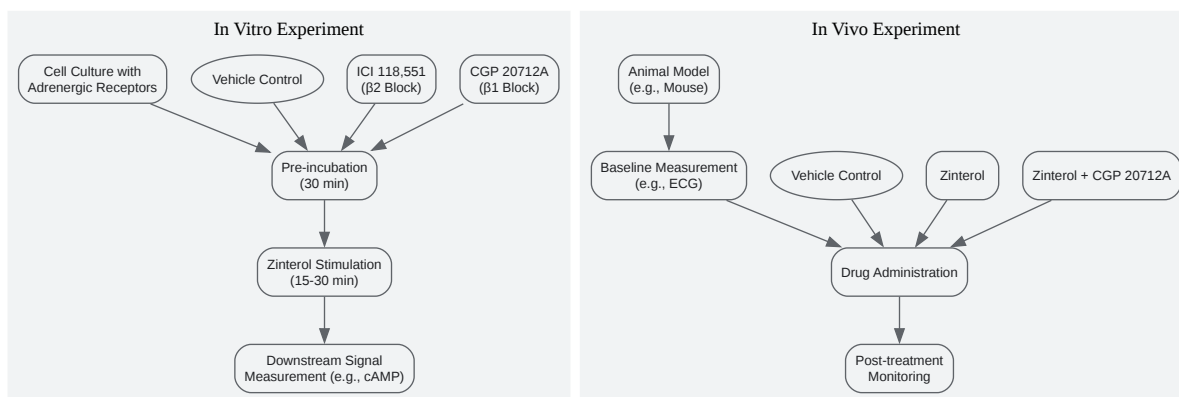 In Vitro Experiment
Cell Culture with
Adrenergic Receptors
Vehicle Control
ICI 118,551
(β2 Block)
CGP 20712A
(β1 Block)
Pre-incubation
(30 min)
Zinterol Stimulation
(15-30 min)
Downstream Signal
Measurement (e.g., cAMP)
In Vivo Experiment
Animal Model
(e.g., Mouse)
Baseline Measurement
(e.g., ECG)
Vehicle Control
Zinterol
Zinterol + CGP 20712A
Drug Administration
Post-treatment
Monitoring